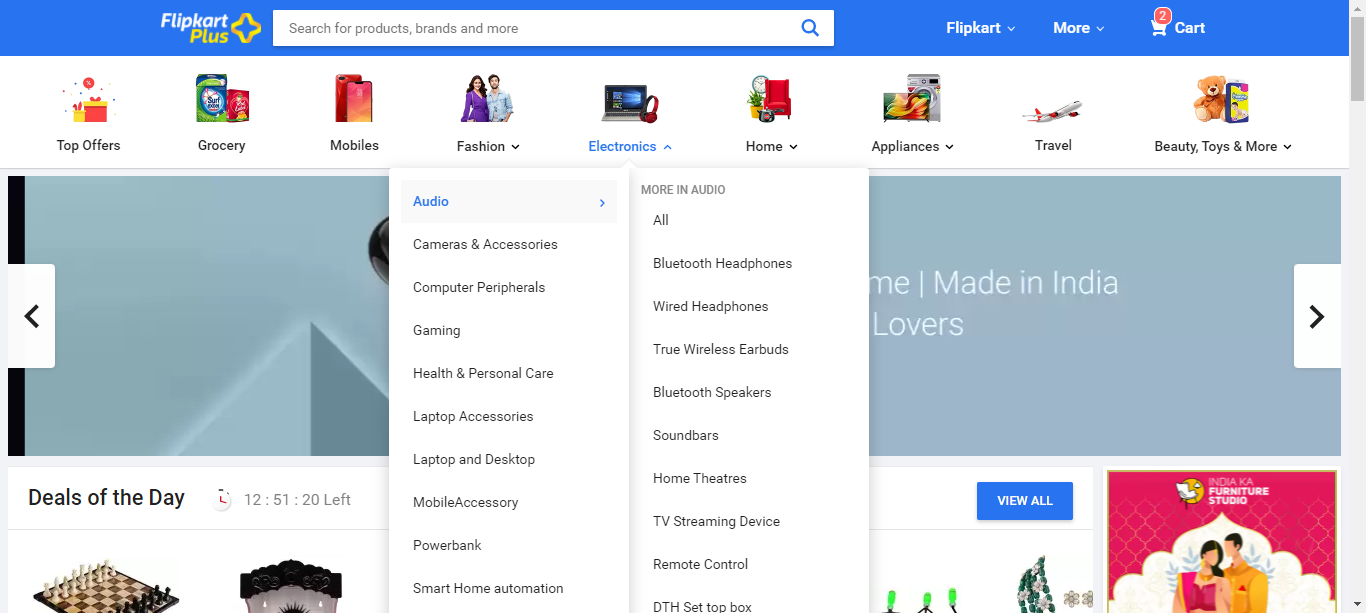 Flipkart
Plus
Search for products, brands and more
Flipkart
More
2
Cart
Top Offers
Grocery
Mobiles
Fashion
Electronics
Home
Appliances
Travel
Beauty, Toys & More
Audio
Cameras & Accessories
Computer Peripherals
Gaming
Health & Personal Care
Laptop Accessories
Laptop and Desktop
MobileAccessory
Powerbank
Smart Home automation
MORE IN AUDIO
All
Bluetooth Headphones
Wired Headphones
True Wireless Earbuds
Bluetooth Speakers
Soundbars
Home Theatres
TV Streaming Device
Remote Control
DTH Set top box
me | Made in India
Lovers
Deals of the Day
12 : 51 : 20 Left
VIEW ALL
INDIA KA
FURNITURE
STUDIO